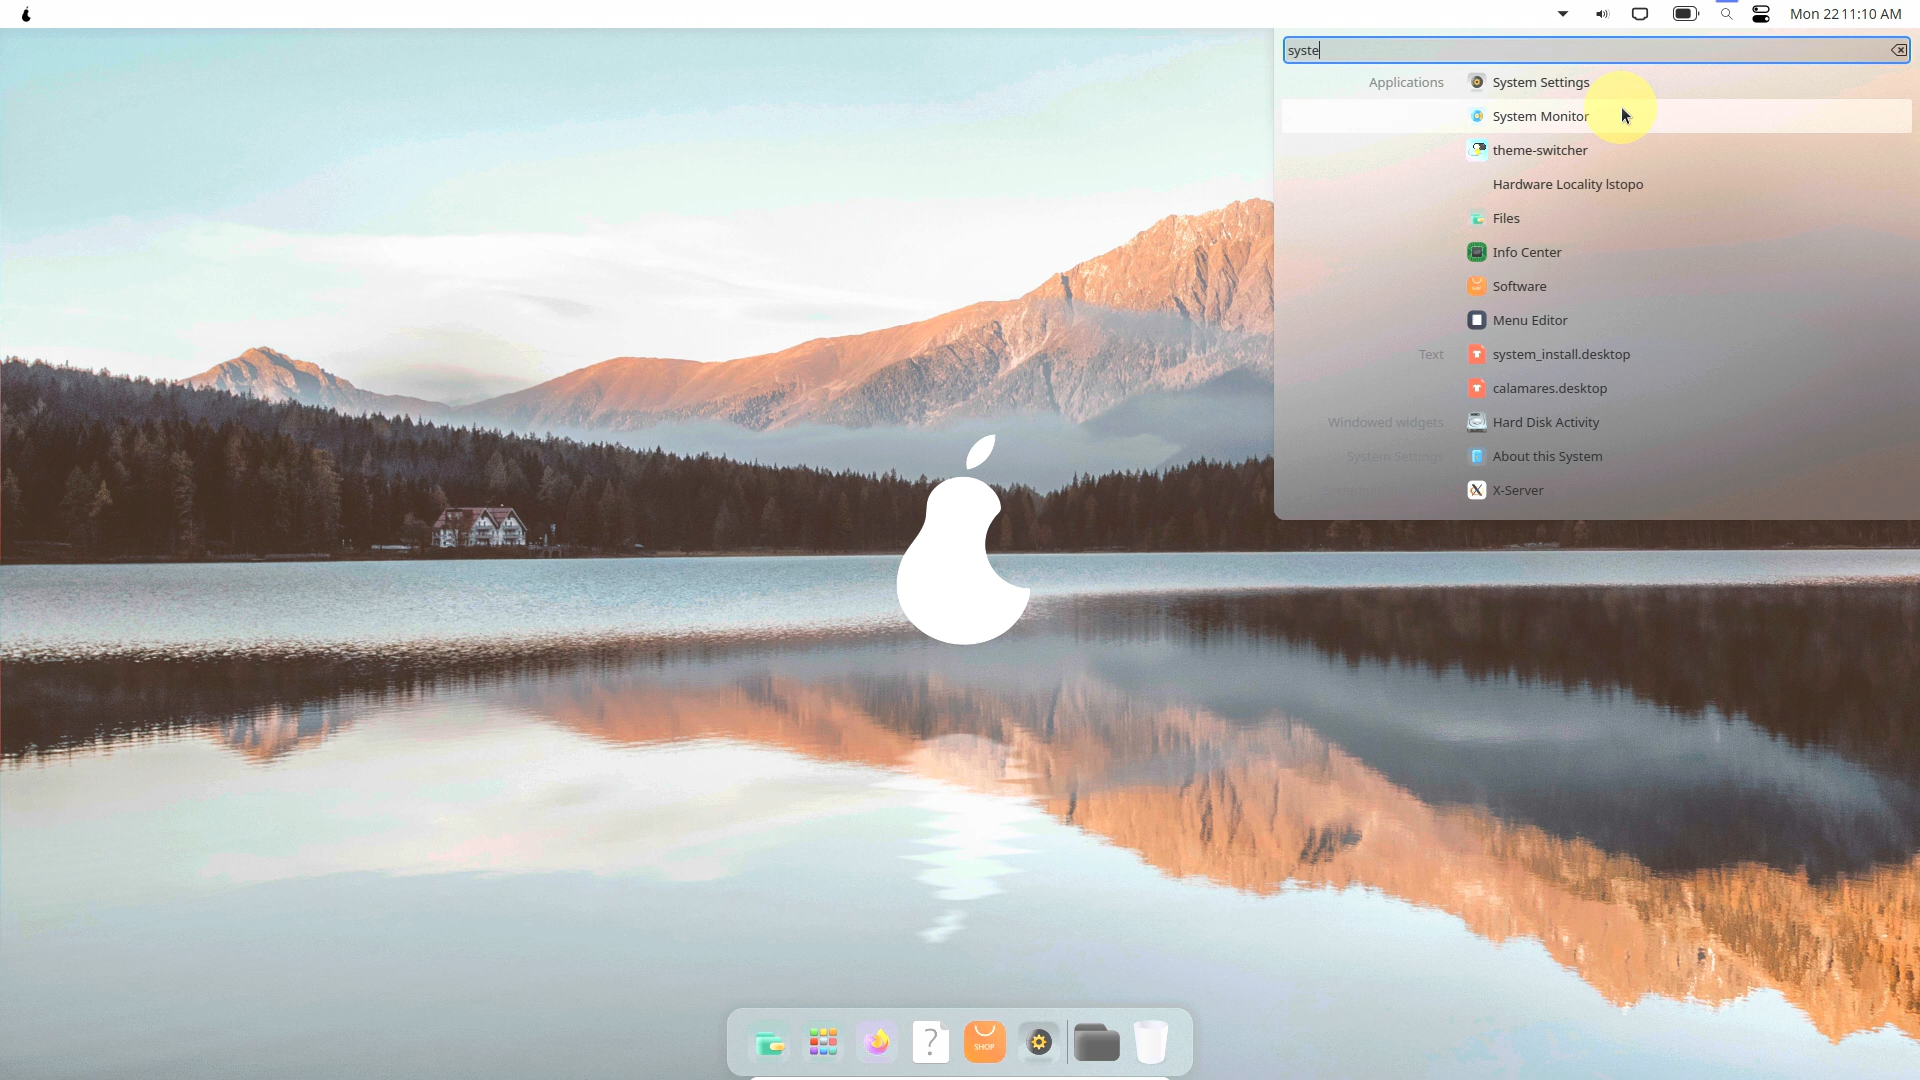 Mon 22 11:10 AM
syste
Applications System Settings
System Monitor
theme-switcher
Hardware Locality lstopo
Files
Info Center
Software
Menu Editor
Text system_install.desktop
calamares.desktop
Windowed widgets Hard Disk Activity
System Settings About this System
X-Server
?
SHOP